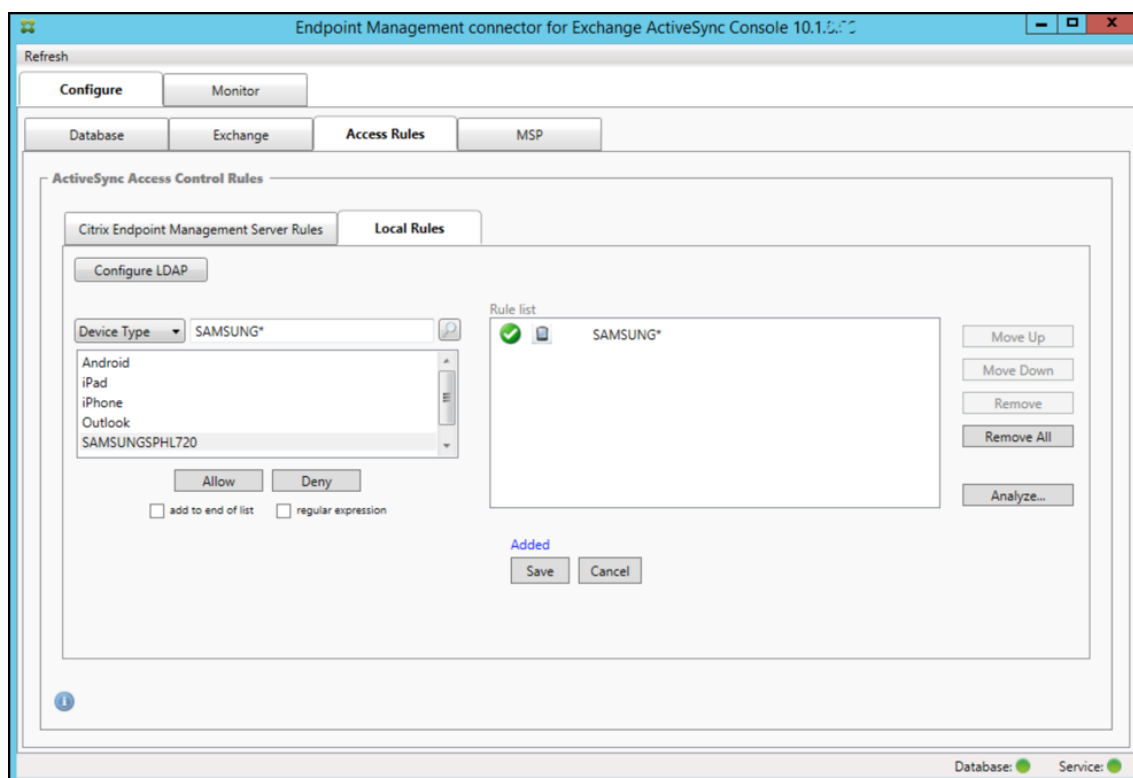 Endpoint Management connector for Exchange ActiveSync Console
Refresh
Configure Monitor
Database Exchange Access Rules MSP
ActiveSync Access Control Rules
Citrix Endpoint Management Server Rules Local Rules
Configure LDAP
Rule list
Device Type SAMSUNG*
SAMSUNG*
Android
iPad
iPhone
Outlook
SAMSUNGSPHL720
Move Up
Move Down
Remove
Remove All
Analyze...
Allow Deny
add to end of list regular expression
Added
Save Cancel
Database: Service: